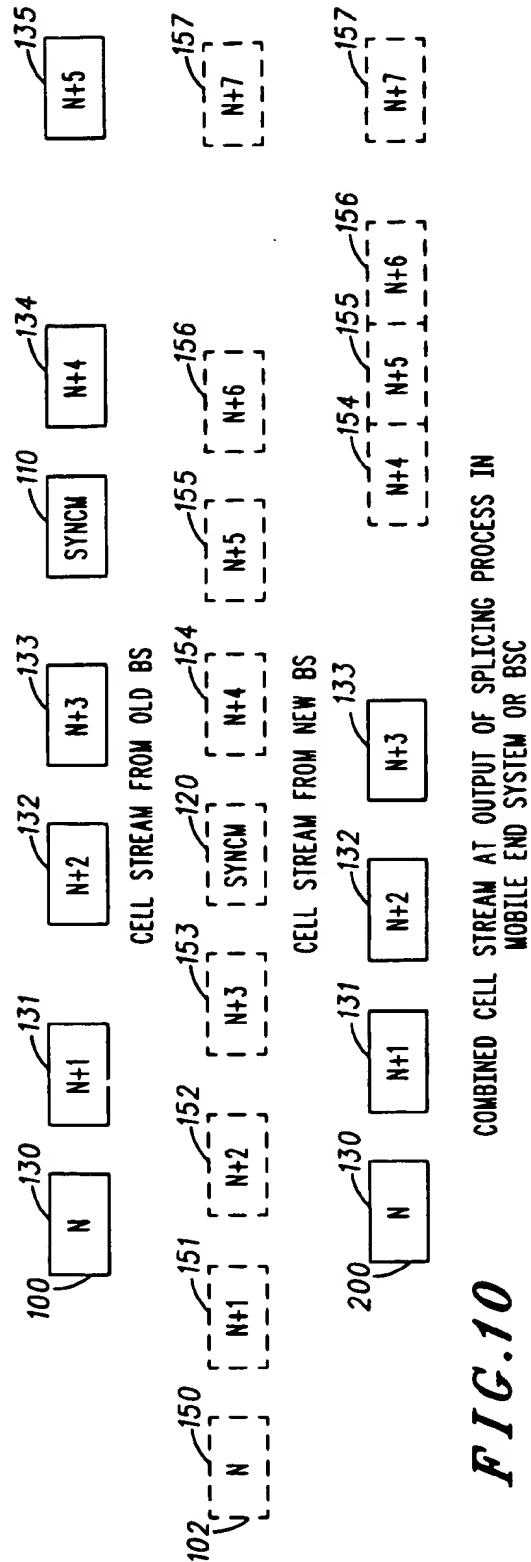 130 131 132 133 110 134 135
N N+1 N+2 N+3 SYNCM N+4 N+5
100
CELL STREAM FROM OLD BS
150 151 152 153 120 154 155 156 157
N N+1 N+2 N+3 SYNCM N+4 N+5 N+6 N+7
102
CELL STREAM FROM NEW BS
130 131 132 133 154 155 156 157
N N+1 N+2 N+3 N+4 N+5 N+6 N+7
200
COMBINED CELL STREAM AT OUTPUT OF SPLICING PROCESS IN
MOBILE END SYSTEM OR BSC
FIG.10